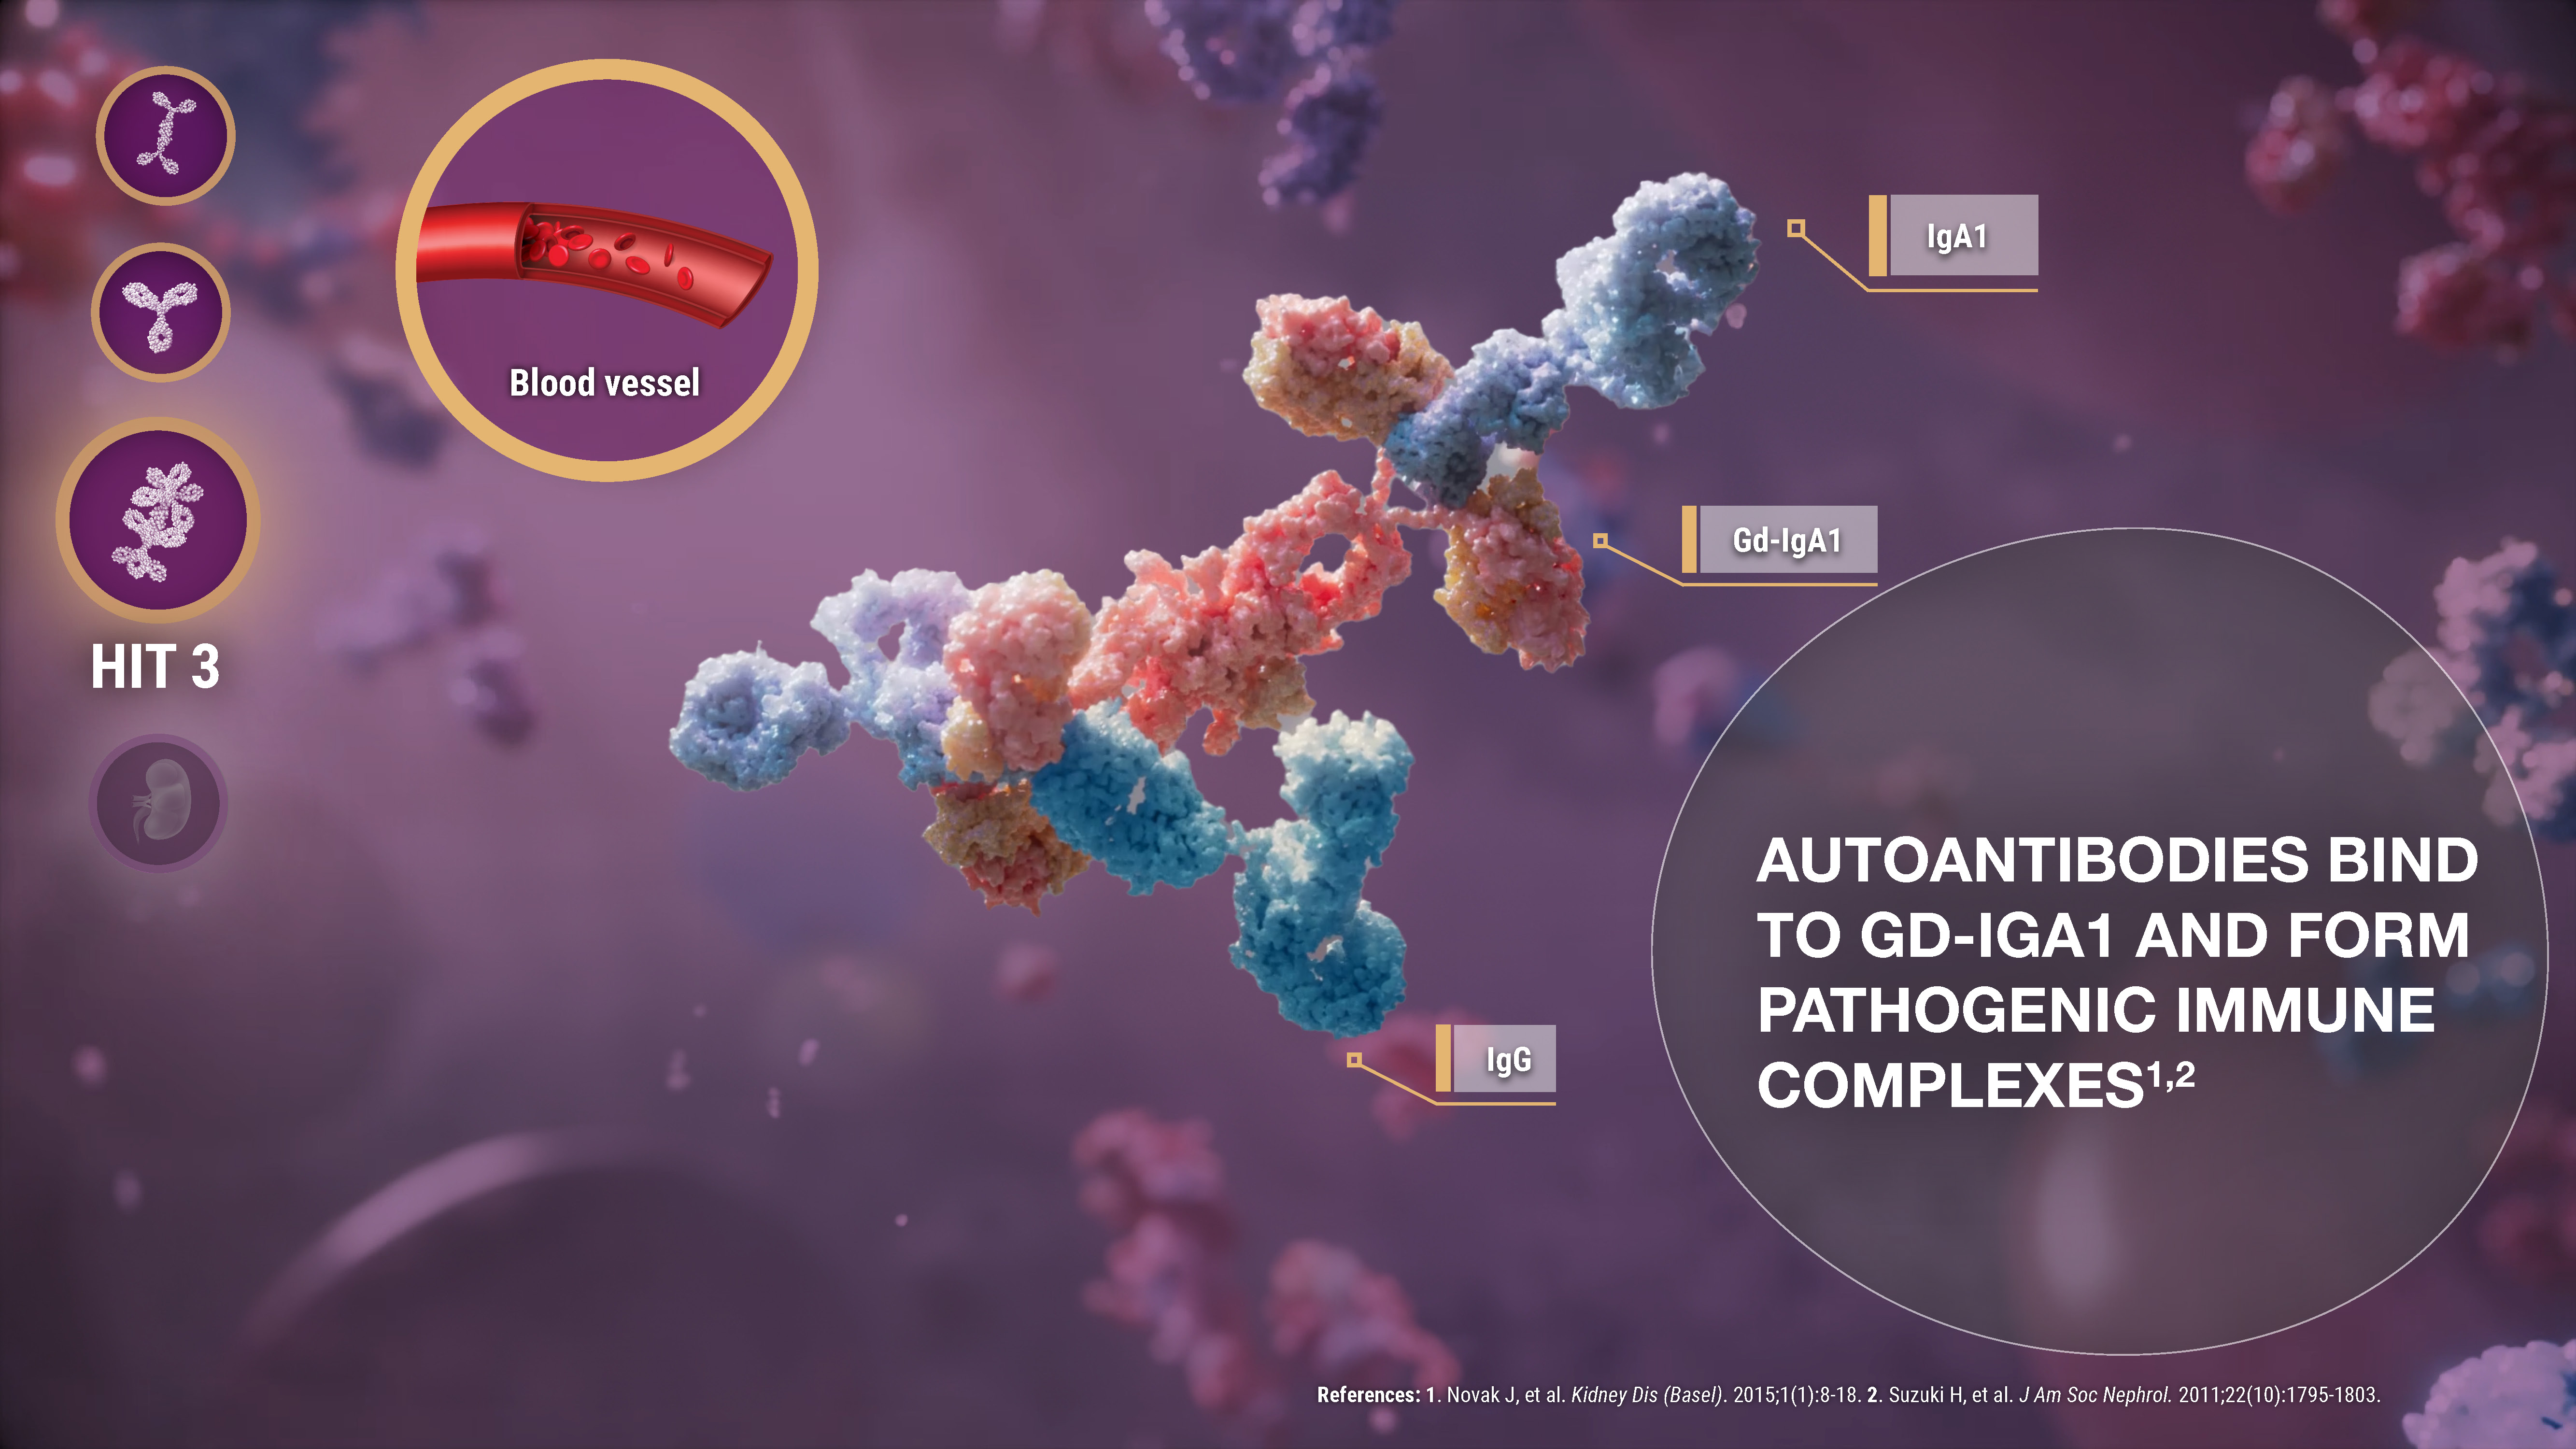 Blood vessel
HIT 3
IgA1
Gd-IgA1
IgG
AUTOANTIBODIES BIND
TO GD-IGA1 AND FORM
PATHOGENIC IMMUNE
COMPLEXES¹,²
References: 1. Novak J, et al. Kidney Dis (Basel). 2015;1(1):8-18. 2. Suzuki H, et al. J Am Soc Nephrol. 2011;22(10):1795-1803.